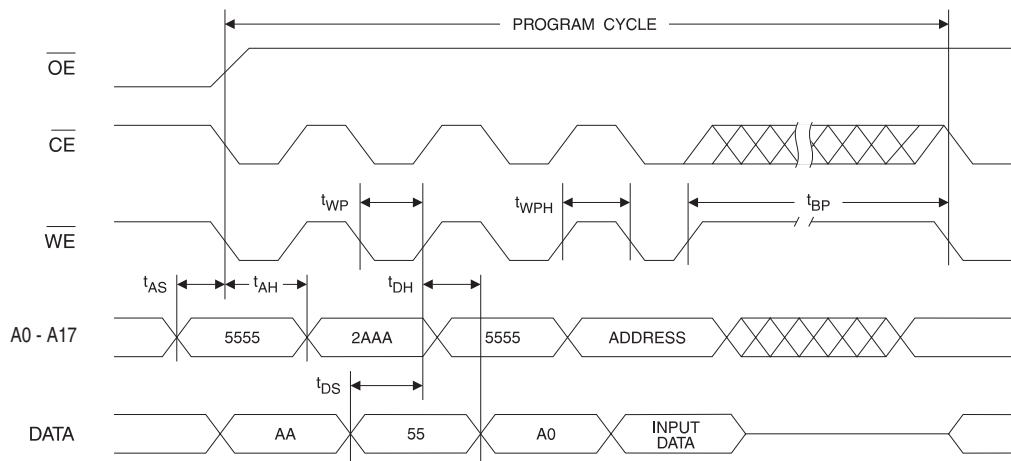 PROGRAM CYCLE
OE
CE
tWP
tWPH
tBP
WE
tAS
tAH
tDH
A0 - A17
5555
2AAA
5555
ADDRESS
tDS
DATA
AA
55
A0
INPUT
DATA